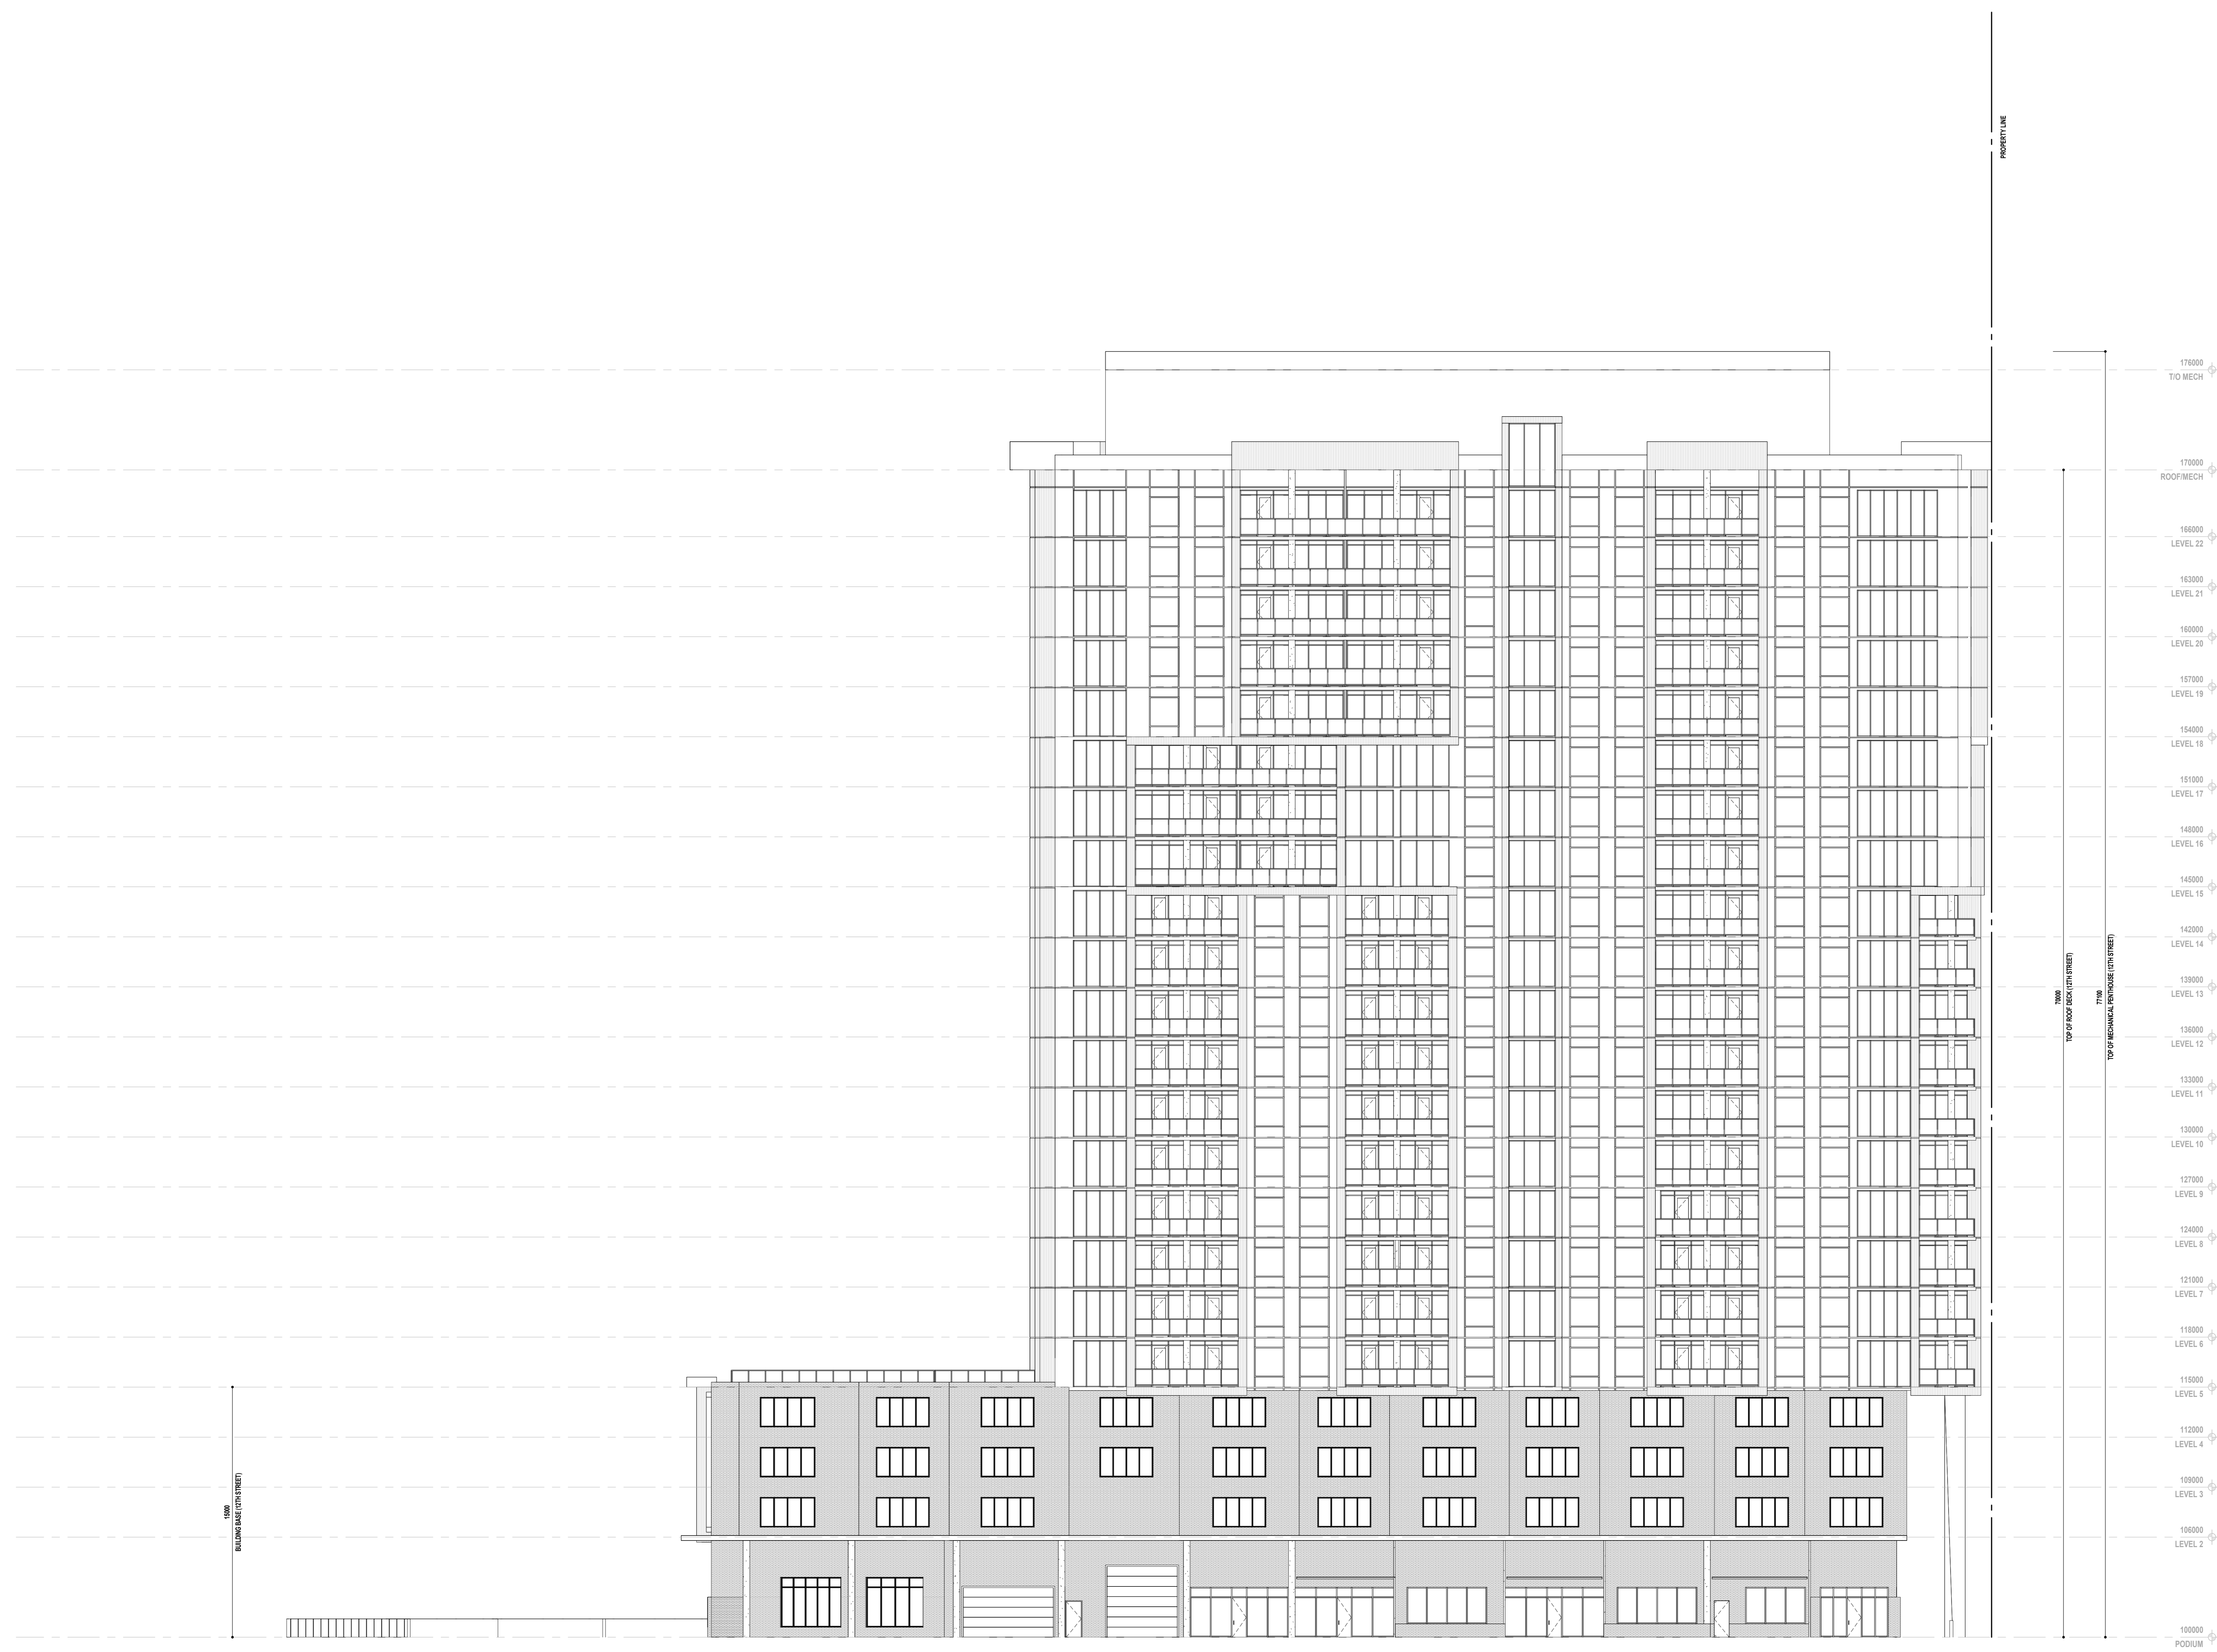 PROPERTY LINE
176000
T/O MECH
170000
ROOF/MECH
166000
LEVEL 22
163000
LEVEL 21
160000
LEVEL 20
157000
LEVEL 19
154000
LEVEL 18
151000
LEVEL 17
148000
LEVEL 16
145000
LEVEL 15
142000
LEVEL 14
139000
LEVEL 13
136000
LEVEL 12
133000
LEVEL 11
130000
LEVEL 10
127000
LEVEL 9
124000
LEVEL 8
121000
LEVEL 7
118000
LEVEL 6
115000
LEVEL 5
112000
LEVEL 4
109000
LEVEL 3
106000
LEVEL 2
100000
PODIUM
70000
TOP OF ROOF DECK (12TH STREET)
77100
TOP OF MECHANICAL PENTHOUSE (12TH STREET)
15000
BUILDING BASE (12TH STREET)